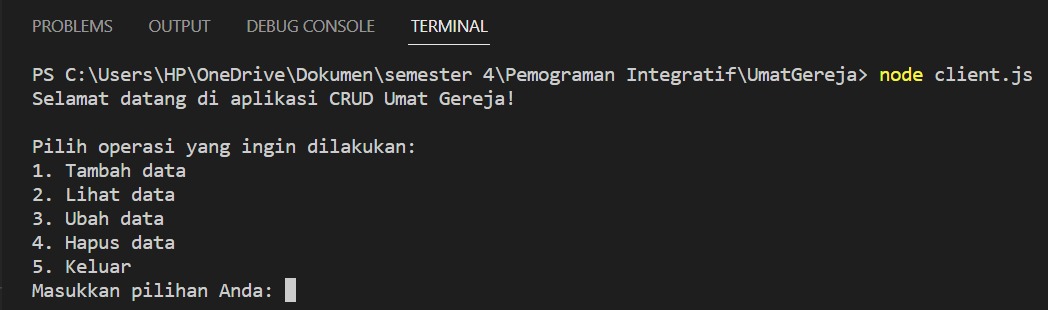 PROBLEMS OUTPUT DEBUG CONSOLE TERMINAL
PS C:\Users\HP\OneDrive\Dokumen\semester 4\Pemograman Integratif\UmatGereja> node client.js
Selamat datang di aplikasi CRUD Umat Gereja!
Pilih operasi yang ingin dilakukan:
1. Tambah data
2. Lihat data
3. Ubah data
4. Hapus data
5. Keluar
Masukkan pilihan Anda: